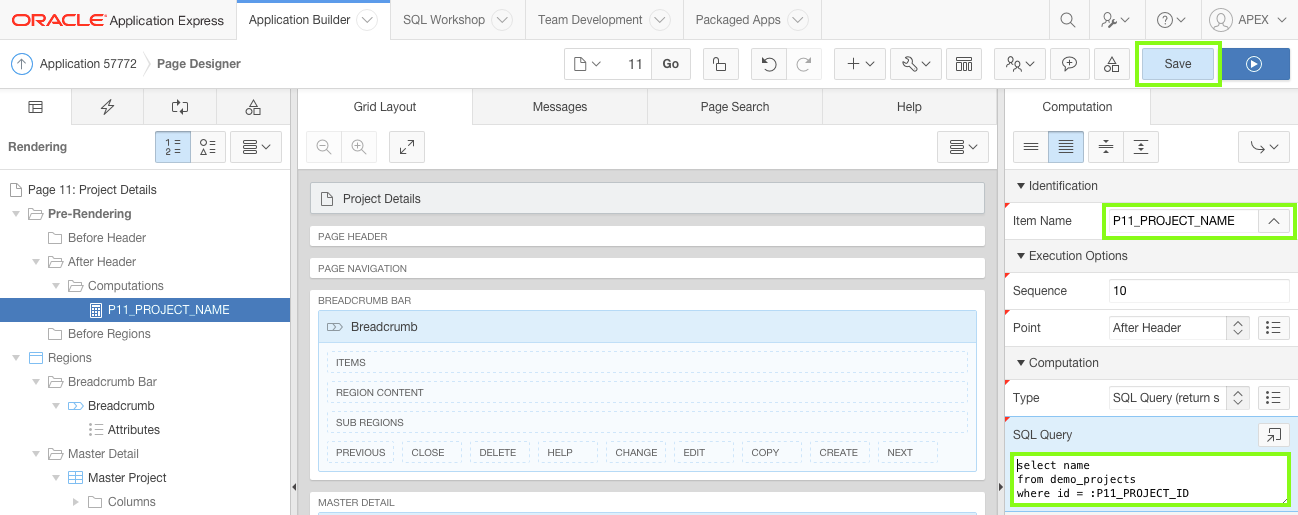 ORACLE Application Express
Application Builder
SQL Workshop
Team Development
Packaged Apps
APEX
Application 57772
Page Designer
11
Go
Save
Rendering
1
2
Page 11: Project Details
Pre-Rendering
Before Header
After Header
Computations
P11_PROJECT_NAME
Before Regions
Regions
Breadcrumb Bar
Breadcrumb
Attributes
Master Detail
Master Project
Columns
Grid Layout
Messages
Page Search
Help
Project Details
PAGE HEADER
PAGE NAVIGATION
BREADCRUMB BAR
Breadcrumb
ITEMS
REGION CONTENT
SUB REGIONS
PREVIOUS CLOSE DELETE HELP CHANGE EDIT COPY CREATE NEXT
MASTER DETAIL
Computation
Identification
Item Name P11_PROJECT_NAME
Execution Options
Sequence 10
Point After Header
Computation
Type SQL Query (return s
SQL Query
select name
from demo_projects
where id = :P11_PROJECT_ID